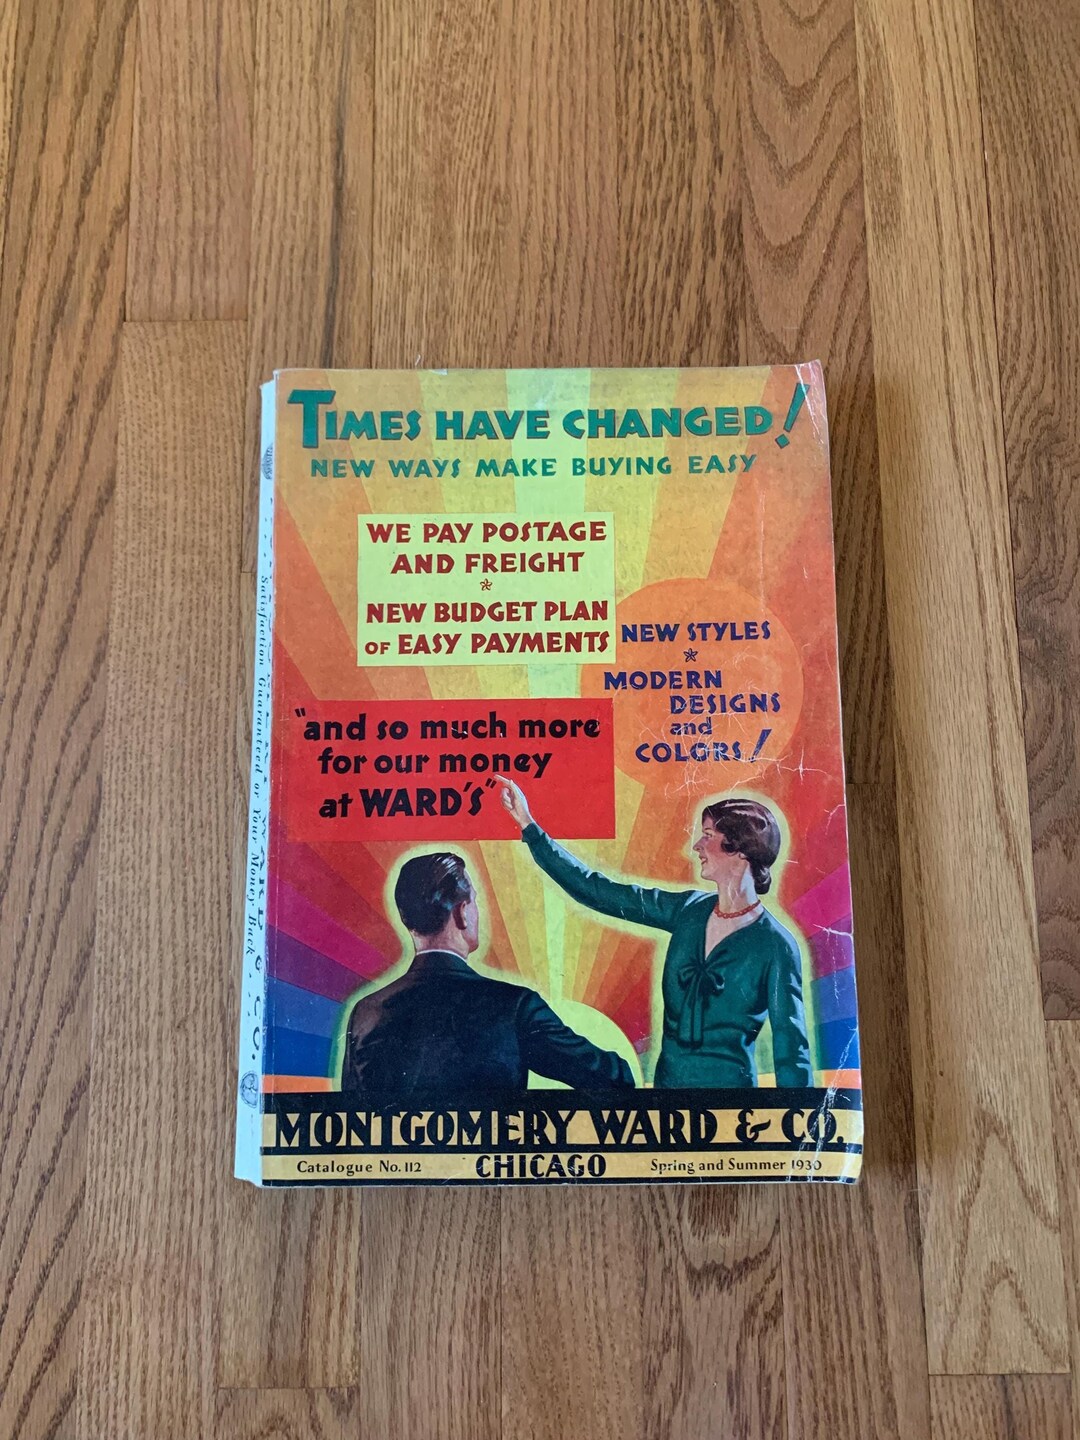 TIMES HAVE CHANGED!
NEW WAYS MAKE BUYING EASY
WE PAY POSTAGE
AND FREIGHT
NEW BUDGET PLAN
OF EASY PAYMENTS
NEW STYLES
MODERN
DESIGNS
and
COLORS!
"and so much more
for our money
at WARD'S"
MONTGOMERY WARD & CO.
CHICAGO
Catalogue No. 112
Spring and Summer 1930
Satisfaction Guaranteed or Your Money Back
WARD & CO.